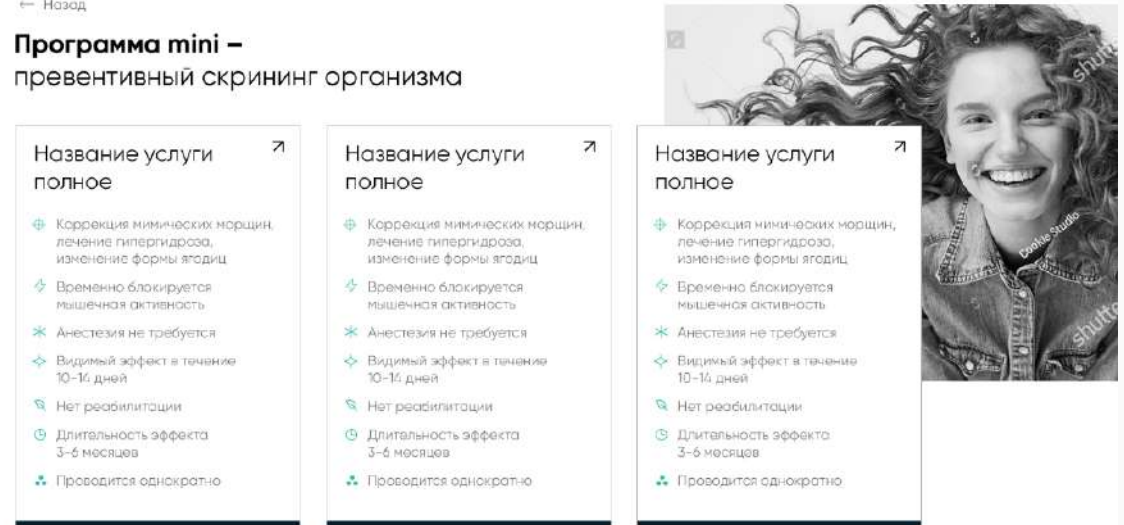 ← Назад
Программа mini –
превентивный скрининг организма
Название услуги
полное
Коррекция мимических морщин,
лечение гипергидроза,
изменение формы ягодиц
Временно блокируется
мышечная активность
Анестезия не требуется
Видимый эффект в течение
10–14 дней
Нет реабилитации
Длительность эффекта
3–6 месяцев
Проводится однократно
Название услуги
полное
Коррекция мимических морщин,
лечение гипергидроза,
изменение формы ягодиц
Временно блокируется
мышечная активность
Анестезия не требуется
Видимый эффект в течение
10–14 дней
Нет реабилитации
Длительность эффекта
3–6 месяцев
Проводится однократно
Название услуги
полное
Коррекция мимических морщин,
лечение гипергидроза,
изменение формы ягодиц
Временно блокируется
мышечная активность
Анестезия не требуется
Видимый эффект в течение
10–14 дней
Нет реабилитации
Длительность эффекта
3–6 месяцев
Проводится однократно
shutt
Cookie Studio
shutt